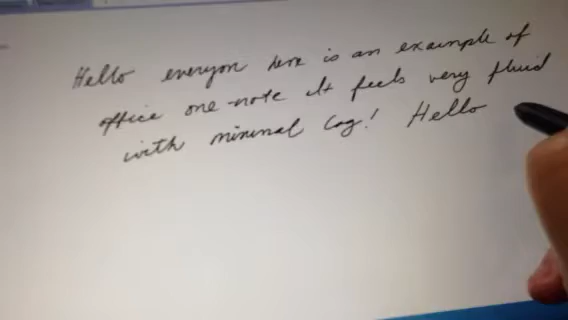 Hello everyon here is an example of
office one-note It feels very fluid
with minimal lag! Hello